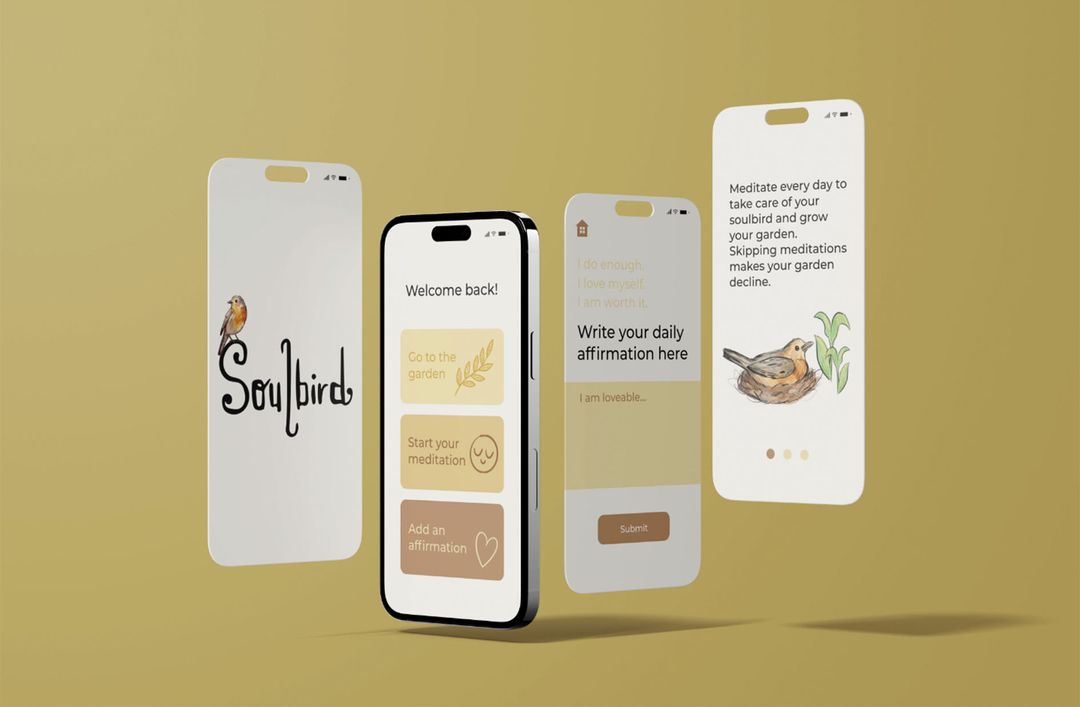 Soulbird
Welcome back!
Go to the
garden
Start your
meditation
Add an
affirmation
I do enough.
I love myself.
I am worth it.
Write your daily
affirmation here
I am loveable...
Submit
Meditate every day to
take care of your
soulbird and grow
your garden.
Skipping meditations
makes your garden
decline.